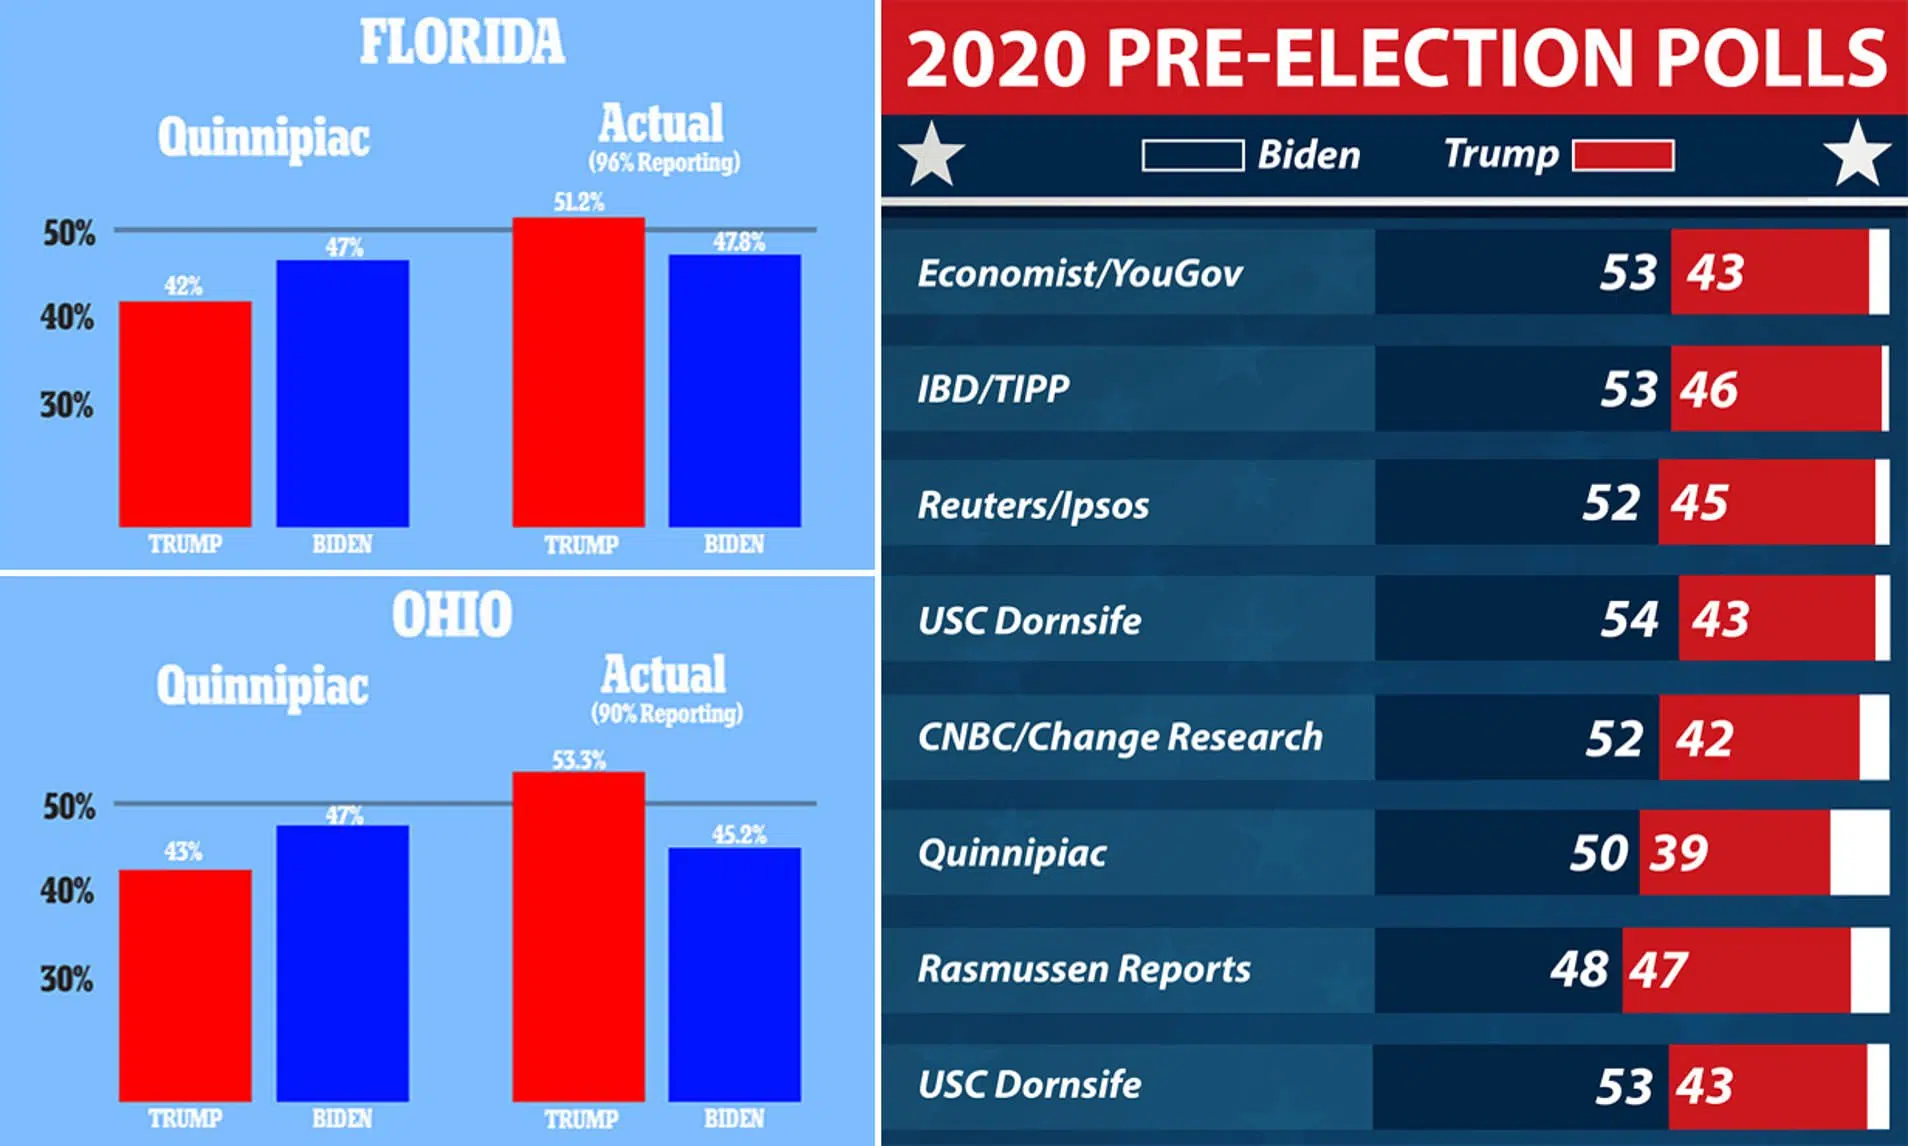 FLORIDA
Quinnipiac
Actual
(96% Reporting)
50%
40%
30%
42%
47%
51.2%
47.8%
TRUMP
BIDEN
TRUMP
BIDEN
OHIO
Quinnipiac
Actual
(90% Reporting)
50%
40%
30%
43%
47%
53.3%
45.2%
TRUMP
BIDEN
TRUMP
BIDEN
2020 PRE-ELECTION POLLS
Biden Trump
Economist/YouGov 53 43
IBD/TIPP 53 46
Reuters/Ipsos 52 45
USC Dornsife 54 43
CNBC/Change Research 52 42
Quinnipiac 50 39
Rasmussen Reports 48 47
USC Dornsife 53 43